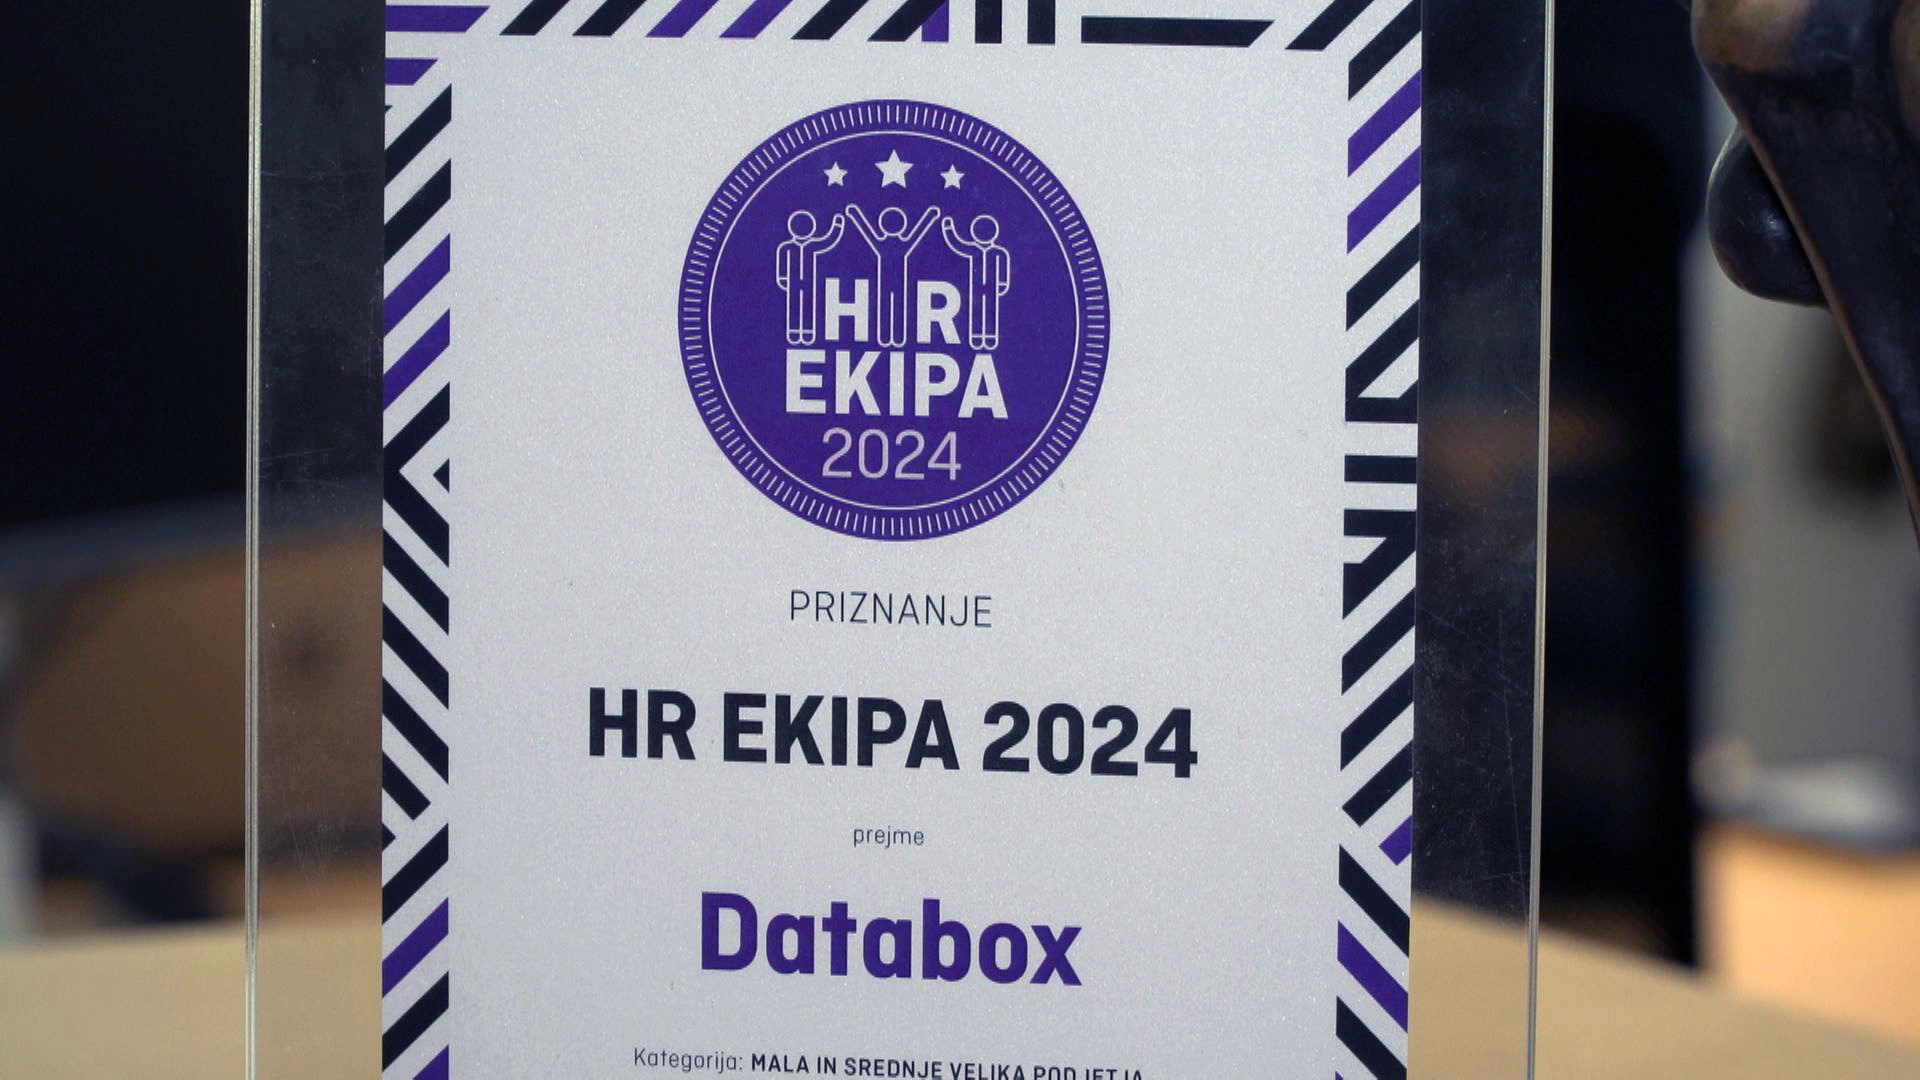 HR
EKIPA
2024
PRIZNANJE
HR EKIPA 2024
prejme
Databox
Kategorija: MALA IN SREDNJE VELIKA PODJETJA